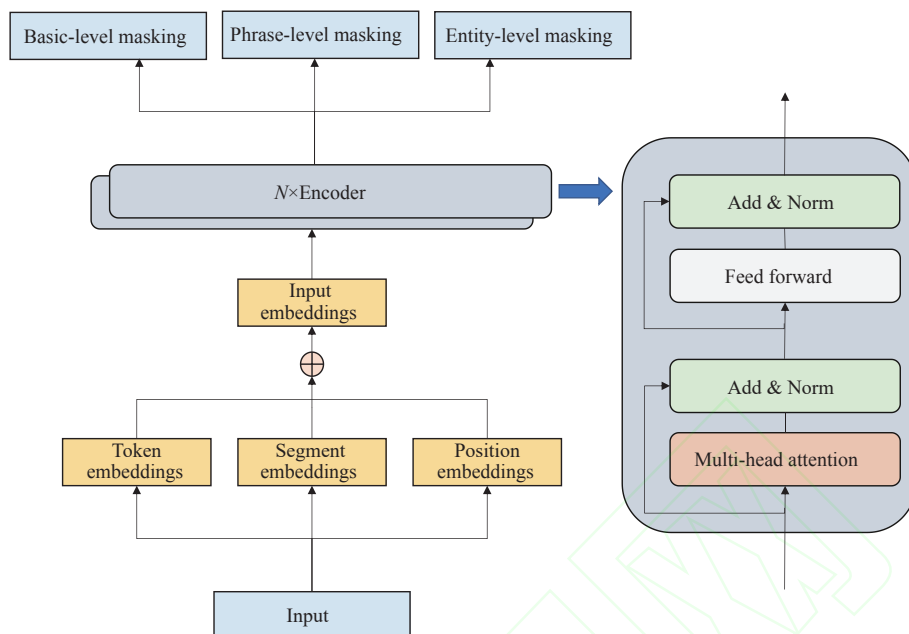 Basic-level masking
Phrase-level masking
Entity-level masking
N×Encoder
Input
embeddings
Token
embeddings
Segment
embeddings
Position
embeddings
Input
Add & Norm
Feed forward
Add & Norm
Multi-head attention